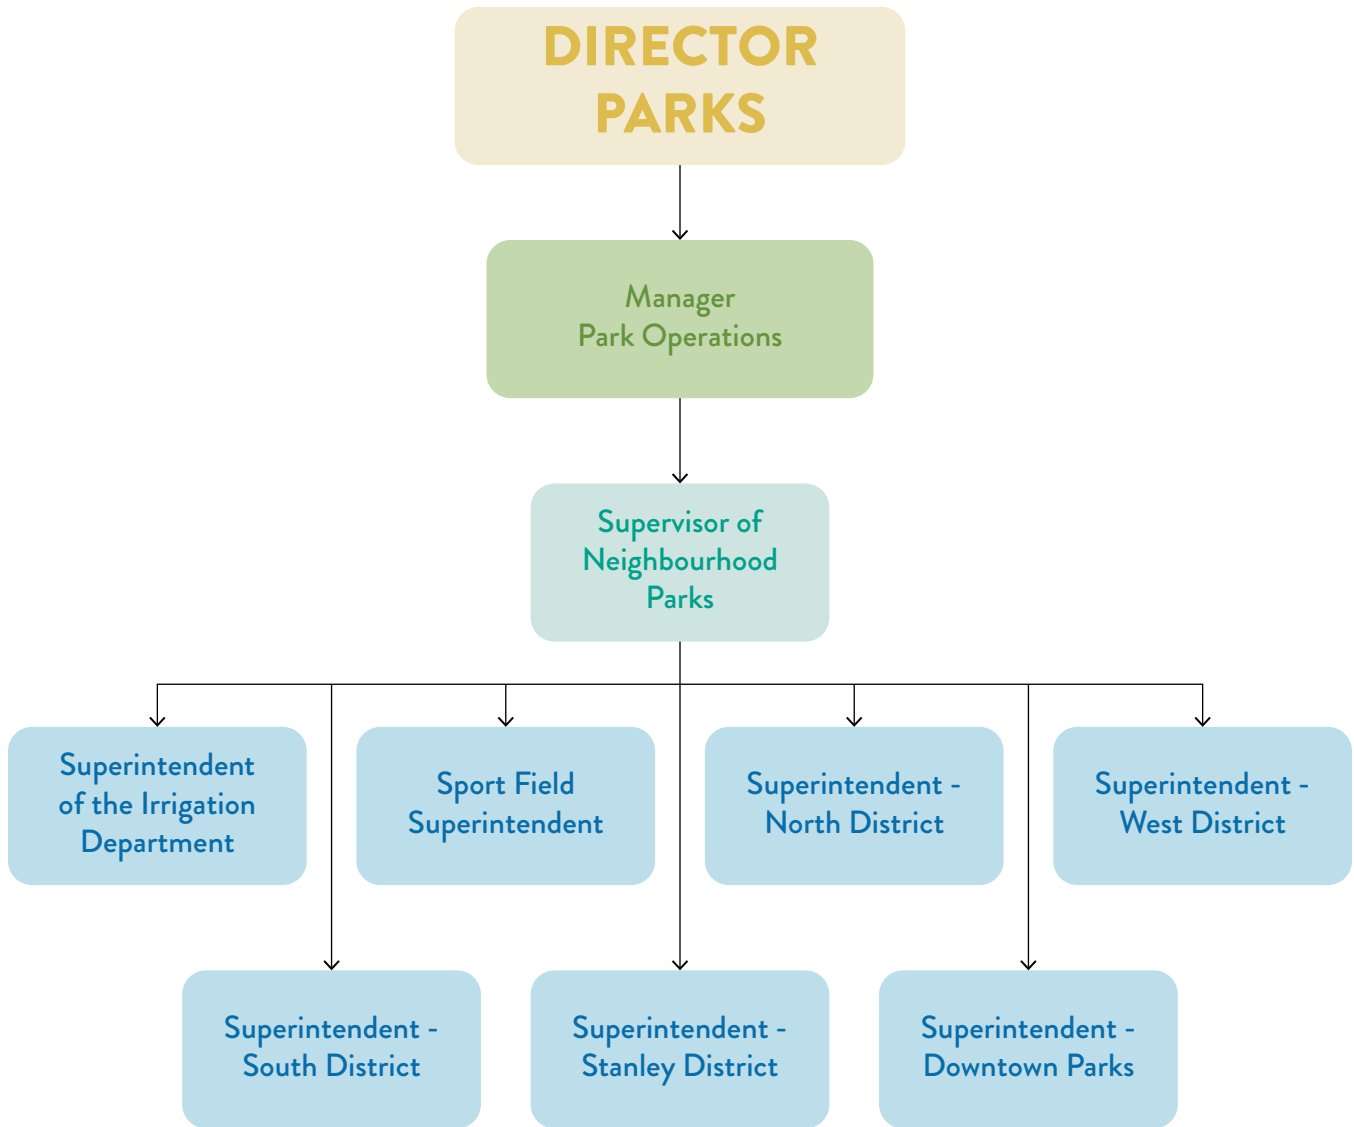 DIRECTOR
PARKS
Manager
Park Operations
Supervisor of
Neighbourhood
Parks
Superintendent
of the Irrigation
Department
Sport Field
Superintendent
Superintendent -
North District
Superintendent -
West District
Superintendent -
South District
Superintendent -
Stanley District
Superintendent -
Downtown Parks